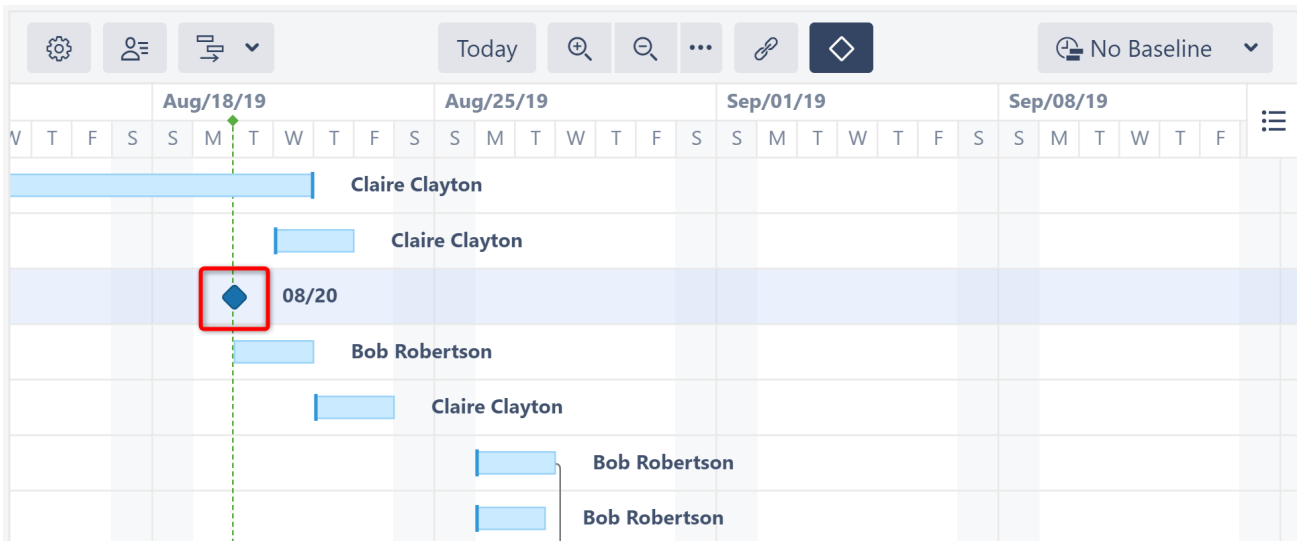 Today
No Baseline
Aug/18/19 Aug/25/19 Sep/01/19 Sep/08/19
W T F S S M T W T F S S M T W T F S S M T W T F S S M T W T F
Claire Clayton
Claire Clayton
08/20
Bob Robertson
Claire Clayton
Bob Robertson
Bob Robertson